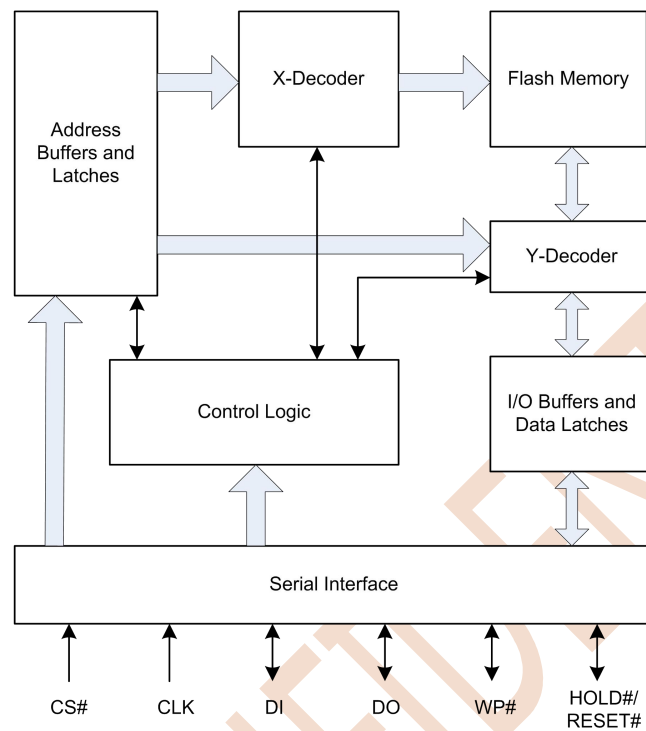 X-Decoder
Flash Memory
Address
Buffers and
Latches
Y-Decoder
Control Logic
I/O Buffers and
Data Latches
Serial Interface
CS#
CLK
DI
DO
WP#
HOLD#/
RESET#